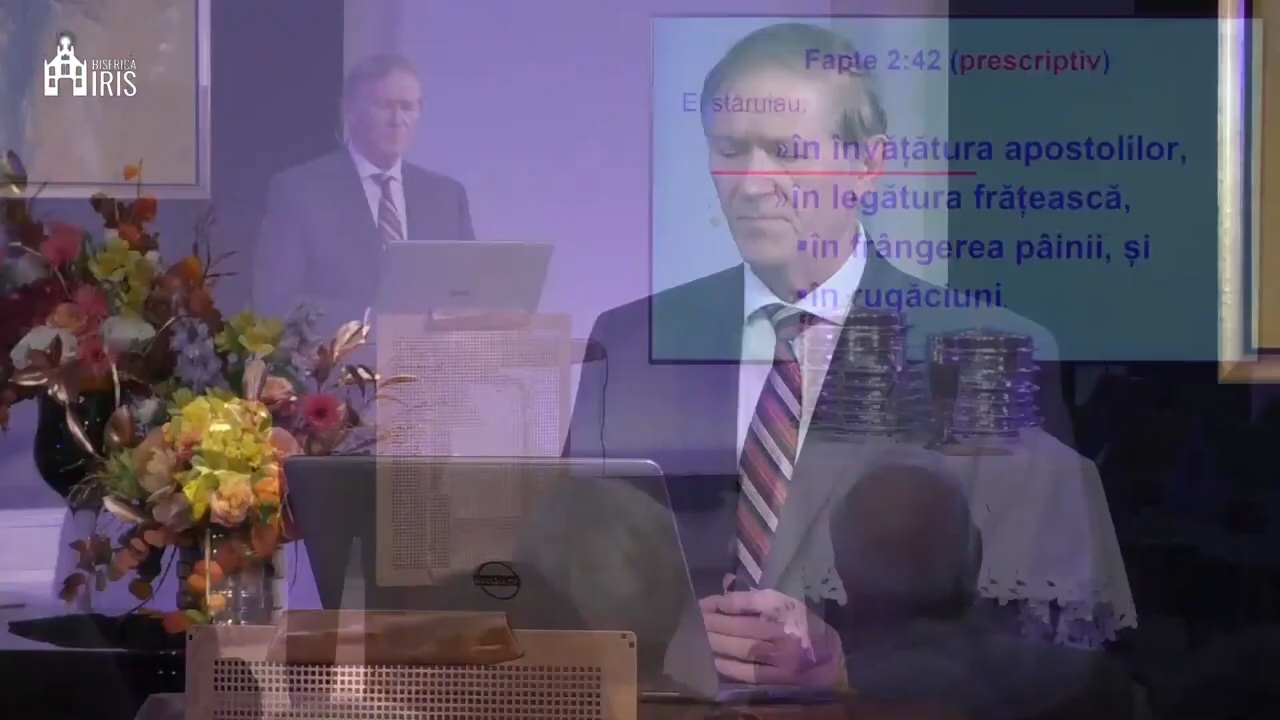 BISERICA
IRIS
Fapte 2:42 (prescriptiv)
Ei stăruiau:
»în învățătura apostolilor,
»în legătura frățească,
▪în frângerea pâinii, și
▪în rugăciuni.